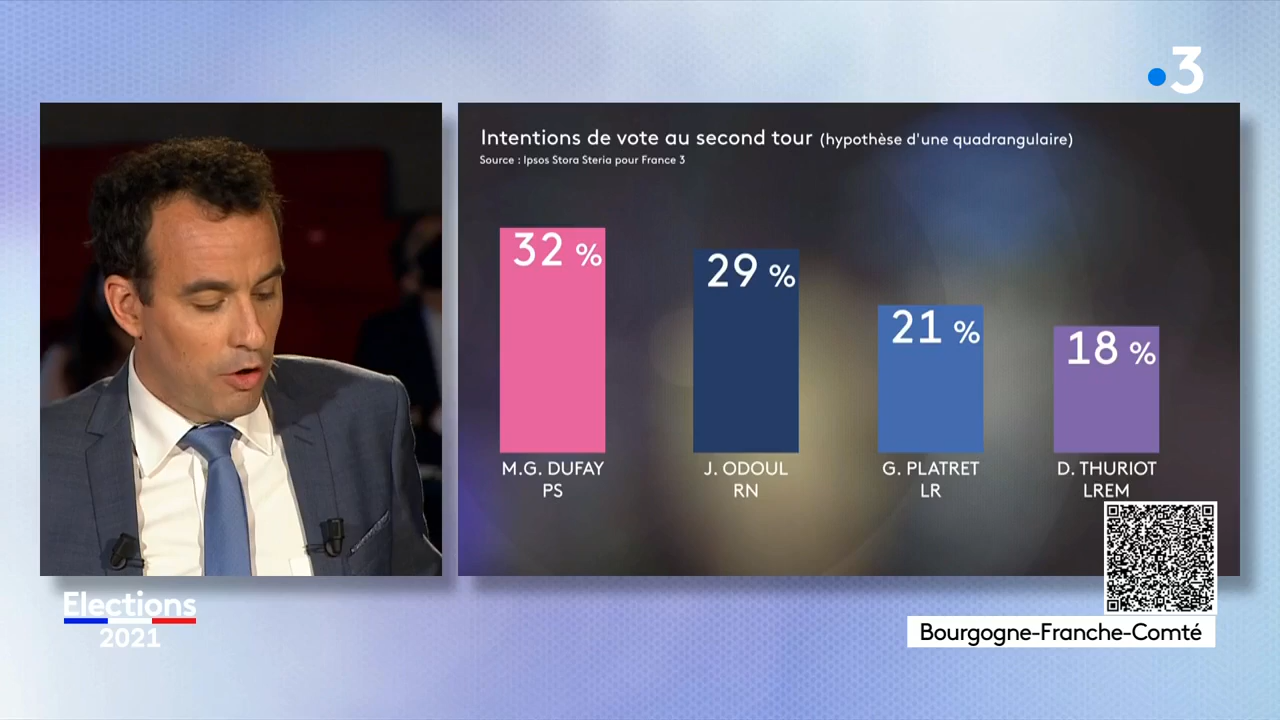 3
Intentions de vote au second tour (hypothèse d'une quadrangulaire)
Source : Ipsos Stora Steria pour France 3
32 %
29 %
21 %
18 %
M.G. DUFAY
PS
J. ODOUL
RN
G. PLATRET
LR
D. THURIOT
LREM
Elections
2021
Bourgogne-Franche-Comté